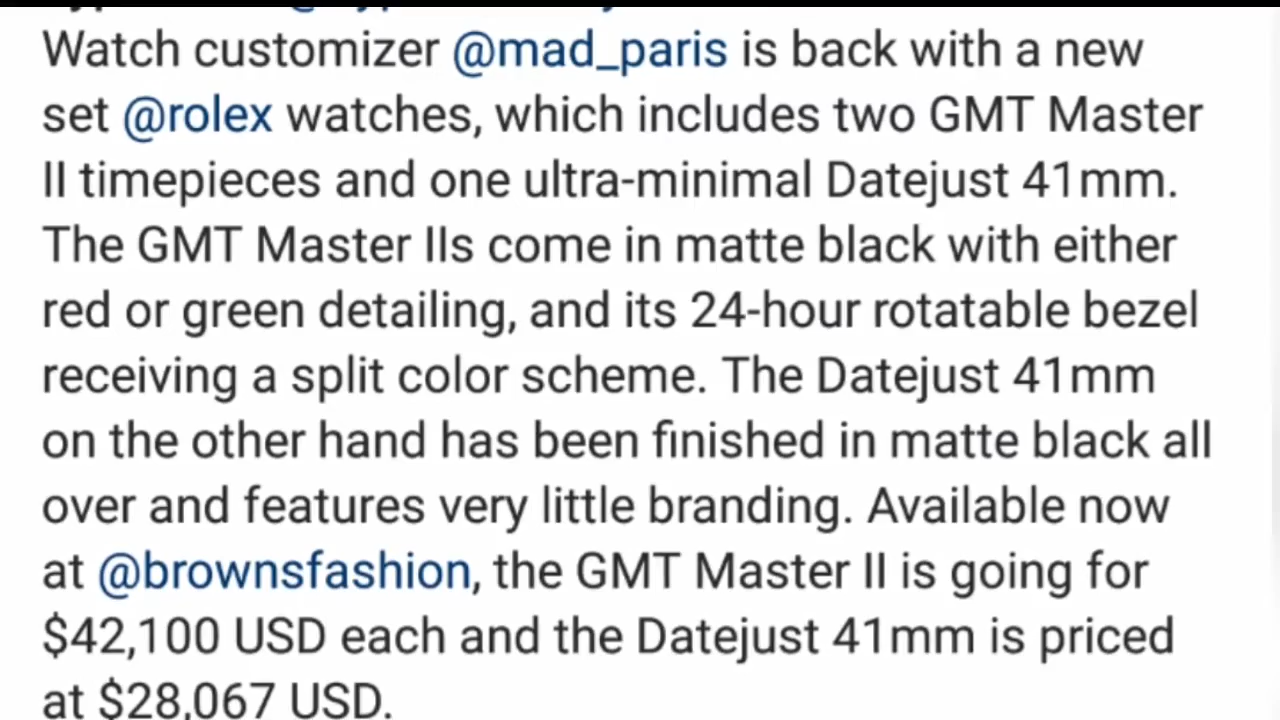 Watch customizer @mad_paris is back with a new
set @rolex watches, which includes two GMT Master
II timepieces and one ultra-minimal Datejust 41mm.
The GMT Master IIs come in matte black with either
red or green detailing, and its 24-hour rotatable bezel
receiving a split color scheme. The Datejust 41mm
on the other hand has been finished in matte black all
over and features very little branding. Available now
at @brownsfashion, the GMT Master II is going for
$42,100 USD each and the Datejust 41mm is priced
at $28,067 USD.